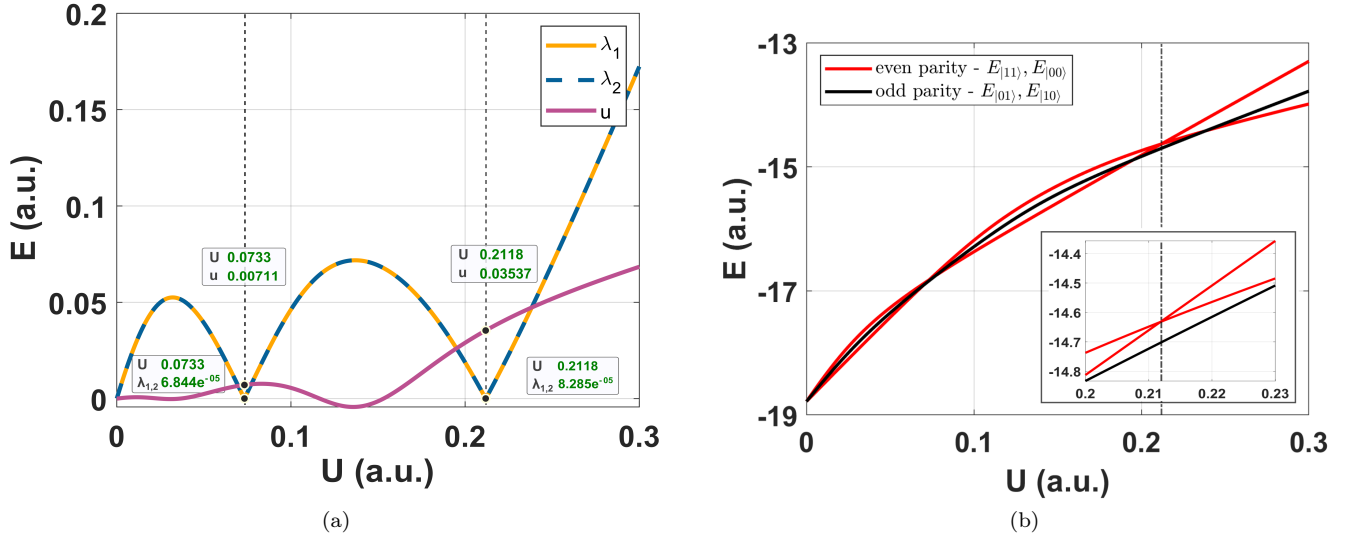 E (a.u.)
0.2
0.15
0.1
0.05
0
λ1
λ2
u
U 0.0733
u 0.00711
U 0.2118
u 0.03537
U 0.0733
λ1,2 6.844e-05
U 0.2118
λ1,2 8.285e-05
0 0.1 0.2 0.3
U (a.u.)
(a)
E (a.u.)
-13
-15
-17
-19
even parity - E|11⟩, E|00⟩
odd parity - E|01⟩, E|10⟩
-14.4
-14.5
-14.6
-14.7
-14.8
0.2 0.21 0.22 0.23
0 0.1 0.2 0.3
U (a.u.)
(b)